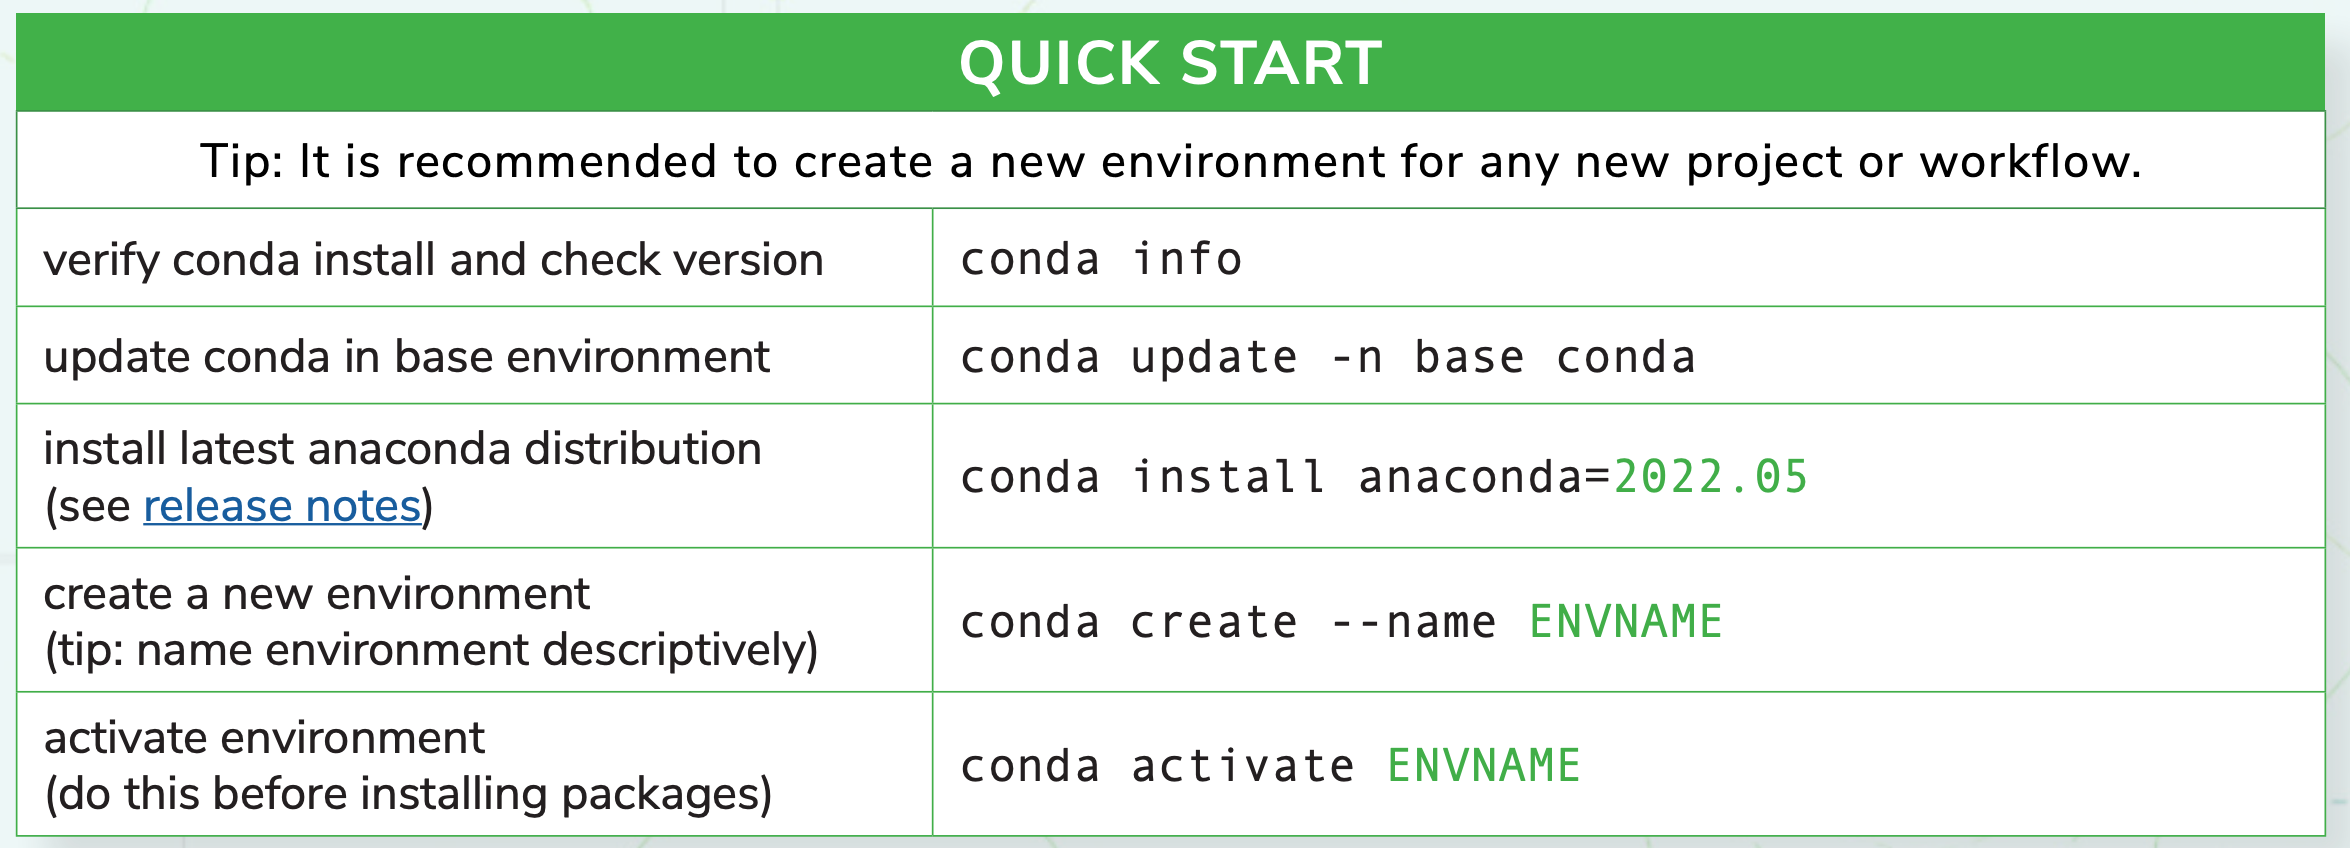 QUICK START
Tip: It is recommended to create a new environment for any new project or workflow.
verify conda install and check version
conda info
update conda in base environment
conda update -n base conda
install latest anaconda distribution
(see release notes)
conda install anaconda=2022.05
create a new environment
(tip: name environment descriptively)
conda create --name ENVNAME
activate environment
(do this before installing packages)
conda activate ENVNAME